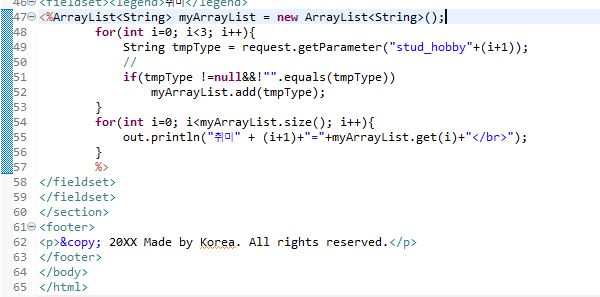 46 <fieldset><legend>취미</legend>
47 <%ArrayList<String> myArrayList = new ArrayList<String>();
48 for(int i=0; i<3; i++){
49 String tmpType = request.getParameter("stud_hobby"+(i+1));
50 //
51 if(tmpType !=null&&!"".equals(tmpType))
52 myArrayList.add(tmpType);
53 }
54 for(int i=0; i<myArrayList.size(); i++){
55 out.println("취미" + (i+1)+"="+myArrayList.get(i)+"</br>");
56 }
57 %>
58 </fieldset>
59 </fieldset>
60 </section>
61 <footer>
62 <p>&copy; 20XX Made by Korea. All rights reserved.</p>
63 </footer>
64 </body>
65 </html>